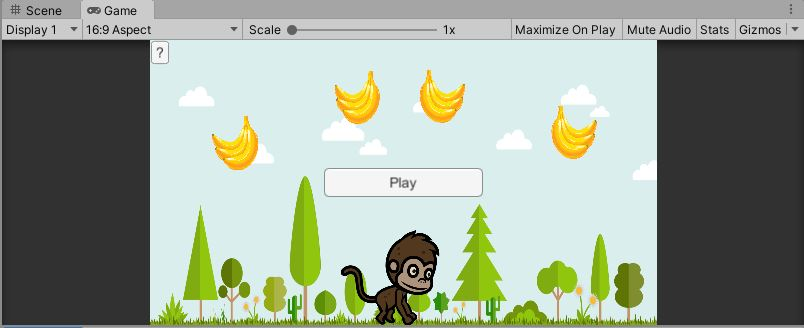 Scene Game
Display 1 16:9 Aspect Scale 1x Maximize On Play Mute Audio Stats Gizmos
?
Play